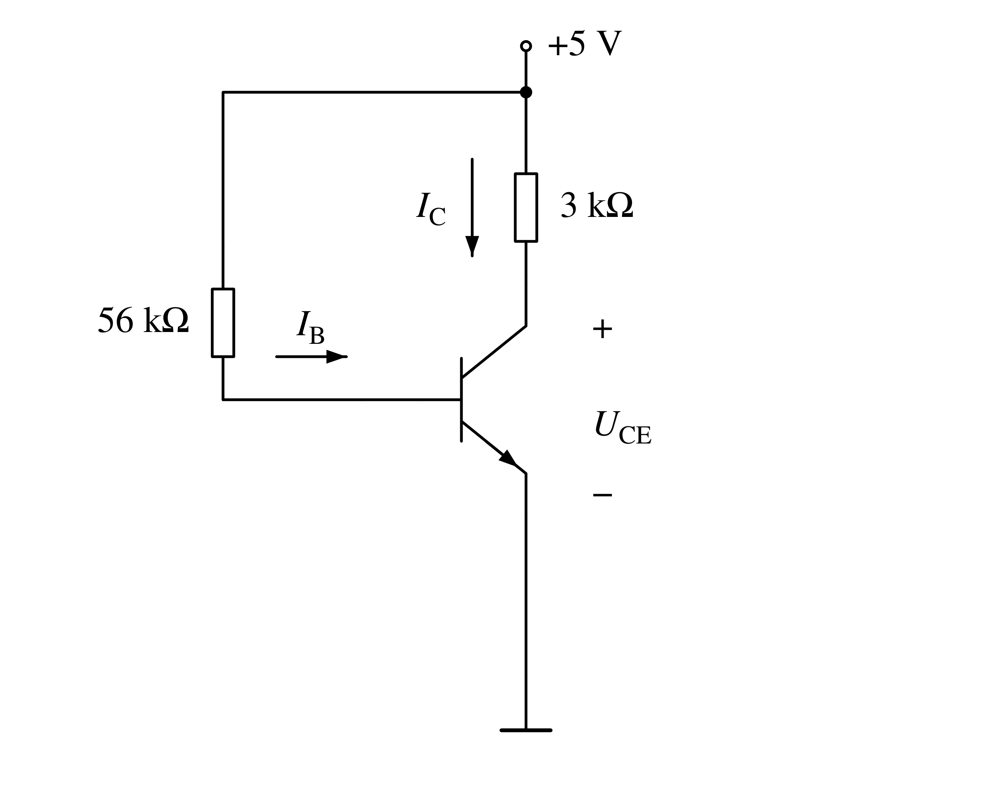 +5 V
I_C
3 kΩ
56 kΩ
I_B
+
U_CE
−